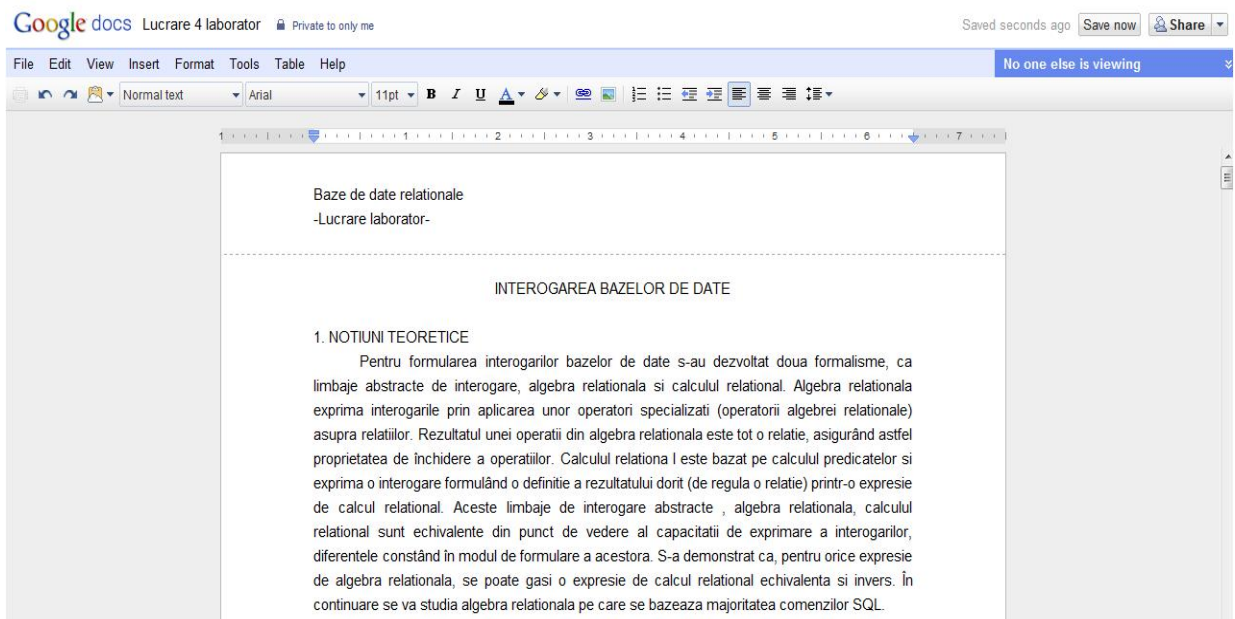 Google docs Lucrare 4 laborator Private to only me Saved seconds ago Save now Share
File Edit View Insert Format Tools Table Help No one else is viewing
Normal text Arial 11pt B I U A
1 1 2 3 4 5 6 7
Baze de date relationale
-Lucrare laborator-
INTEROGAREA BAZELOR DE DATE
1. NOTIUNI TEORETICE
Pentru formularea interogarilor bazelor de date s-au dezvoltat doua formalisme, ca
limbaje abstracte de interogare, algebra relationala si calculul relational. Algebra relationala
exprima interogarile prin aplicarea unor operatori specializati (operatorii algebrei relationale)
asupra relatiilor. Rezultatul unei operatii din algebra relationala este tot o relatie, asigurând astfel
proprietatea de închidere a operatiilor. Calculul relationa l este bazat pe calculul predicatelor si
exprima o interogare formulând o definitie a rezultatului dorit (de regula o relatie) printr-o expresie
de calcul relational. Aceste limbaje de interogare abstracte , algebra relationala, calculul
relational sunt echivalente din punct de vedere al capacitatii de exprimare a interogarilor,
diferentele constând în modul de formulare a acestora. S-a demonstrat ca, pentru orice expresie
de algebra relationala, se poate gasi o expresie de calcul relational echivalenta si invers. În
continuare se va studia algebra relationala pe care se bazeaza majoritatea comenzilor SQL.